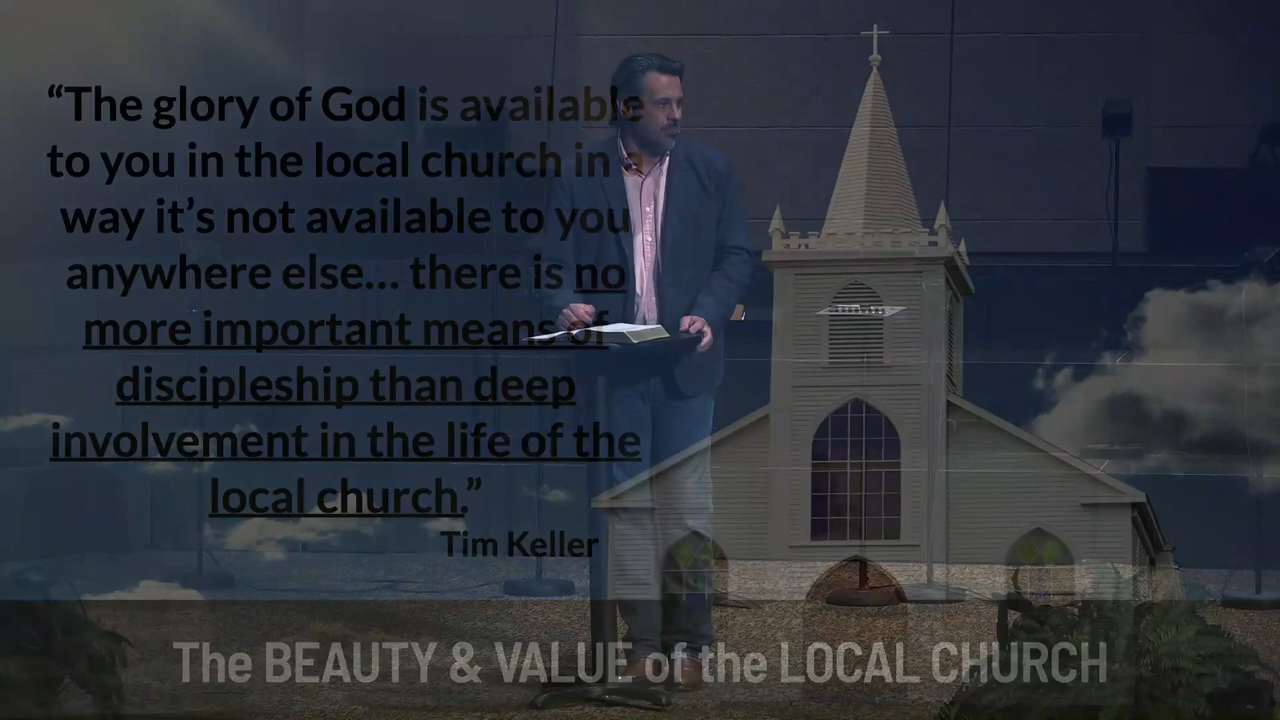 “The glory of God is available
to you in the local church in
way it’s not available to you
anywhere else... there is no
more important means of
discipleship than deep
involvement in the life of the
local church.”
Tim Keller
The BEAUTY & VALUE of the LOCAL CHURCH